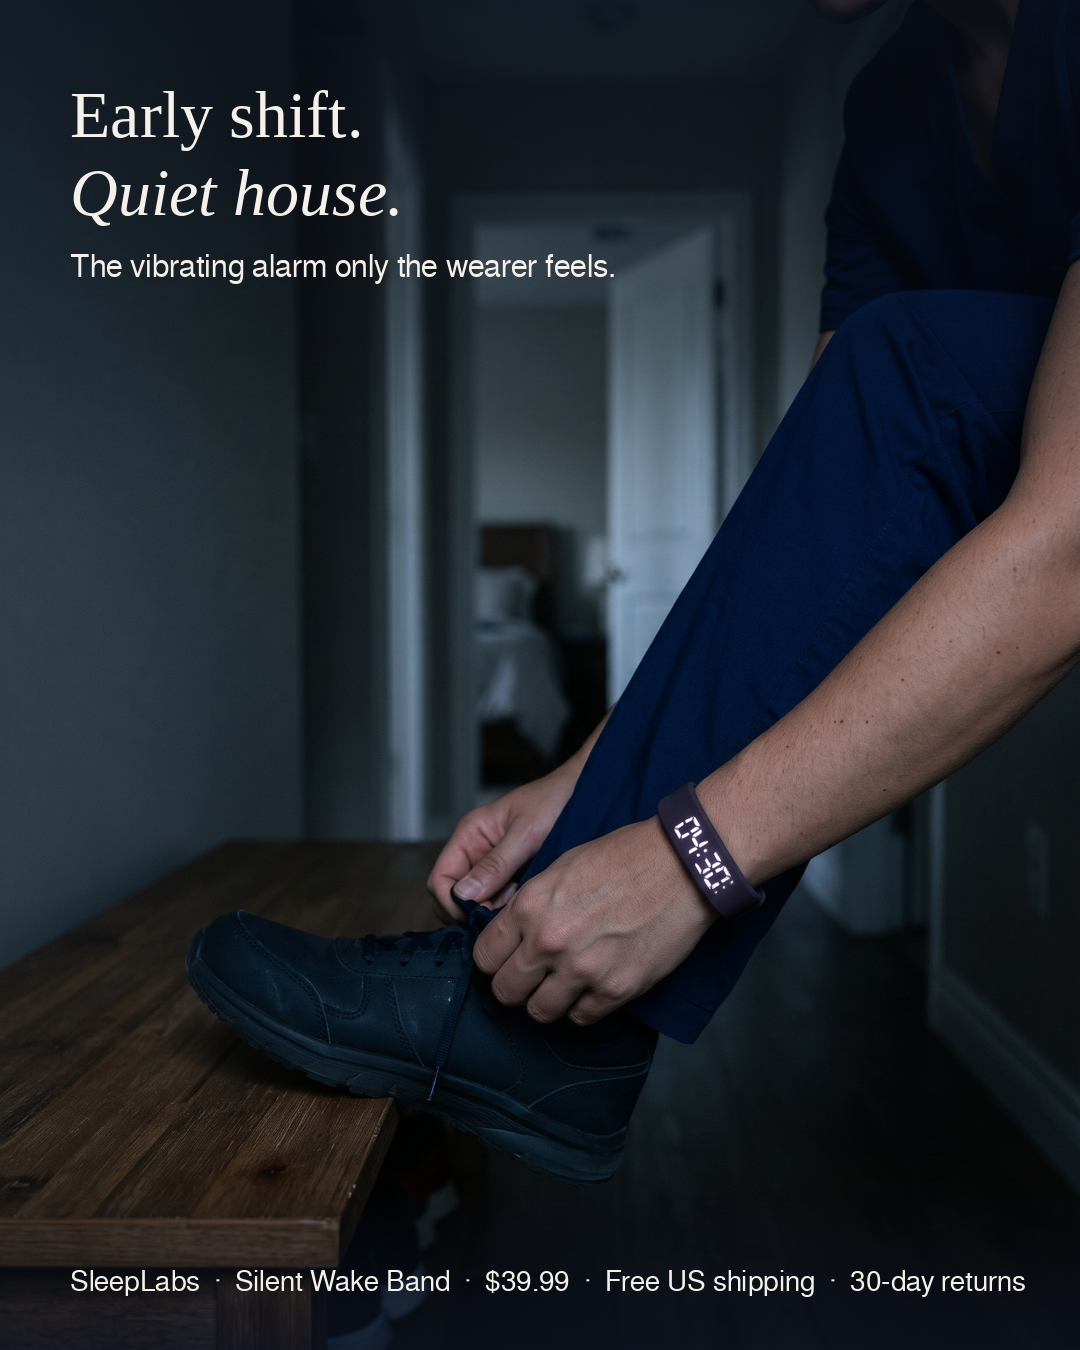 Early shift.
Quiet house.
The vibrating alarm only the wearer feels.
04:30
SleepLabs · Silent Wake Band · $39.99 · Free US shipping · 30-day returns